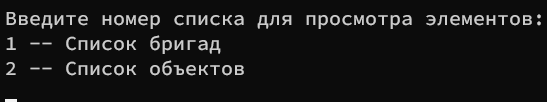 Введите номер списка для просмотра элементов:
1 -- Список бригад
2 -- Список объектов